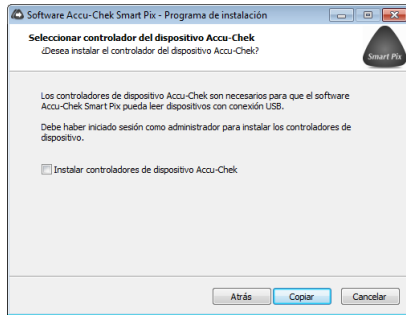 Software Accu-Chek Smart Pix - Programa de instalación
Seleccionar controlador del dispositivo Accu-Chek
¿Desea instalar el controlador del dispositivo Accu-Chek?
Smart Pix
Los controladores de dispositivo Accu-Chek son necesarios para que el software
Accu-Chek Smart Pix pueda leer dispositivos con conexión USB.
Debe haber iniciado sesión como administrador para instalar los controladores de
dispositivo.
Instalar controladores de dispositivo Accu-Chek
Atrás Copiar Cancelar